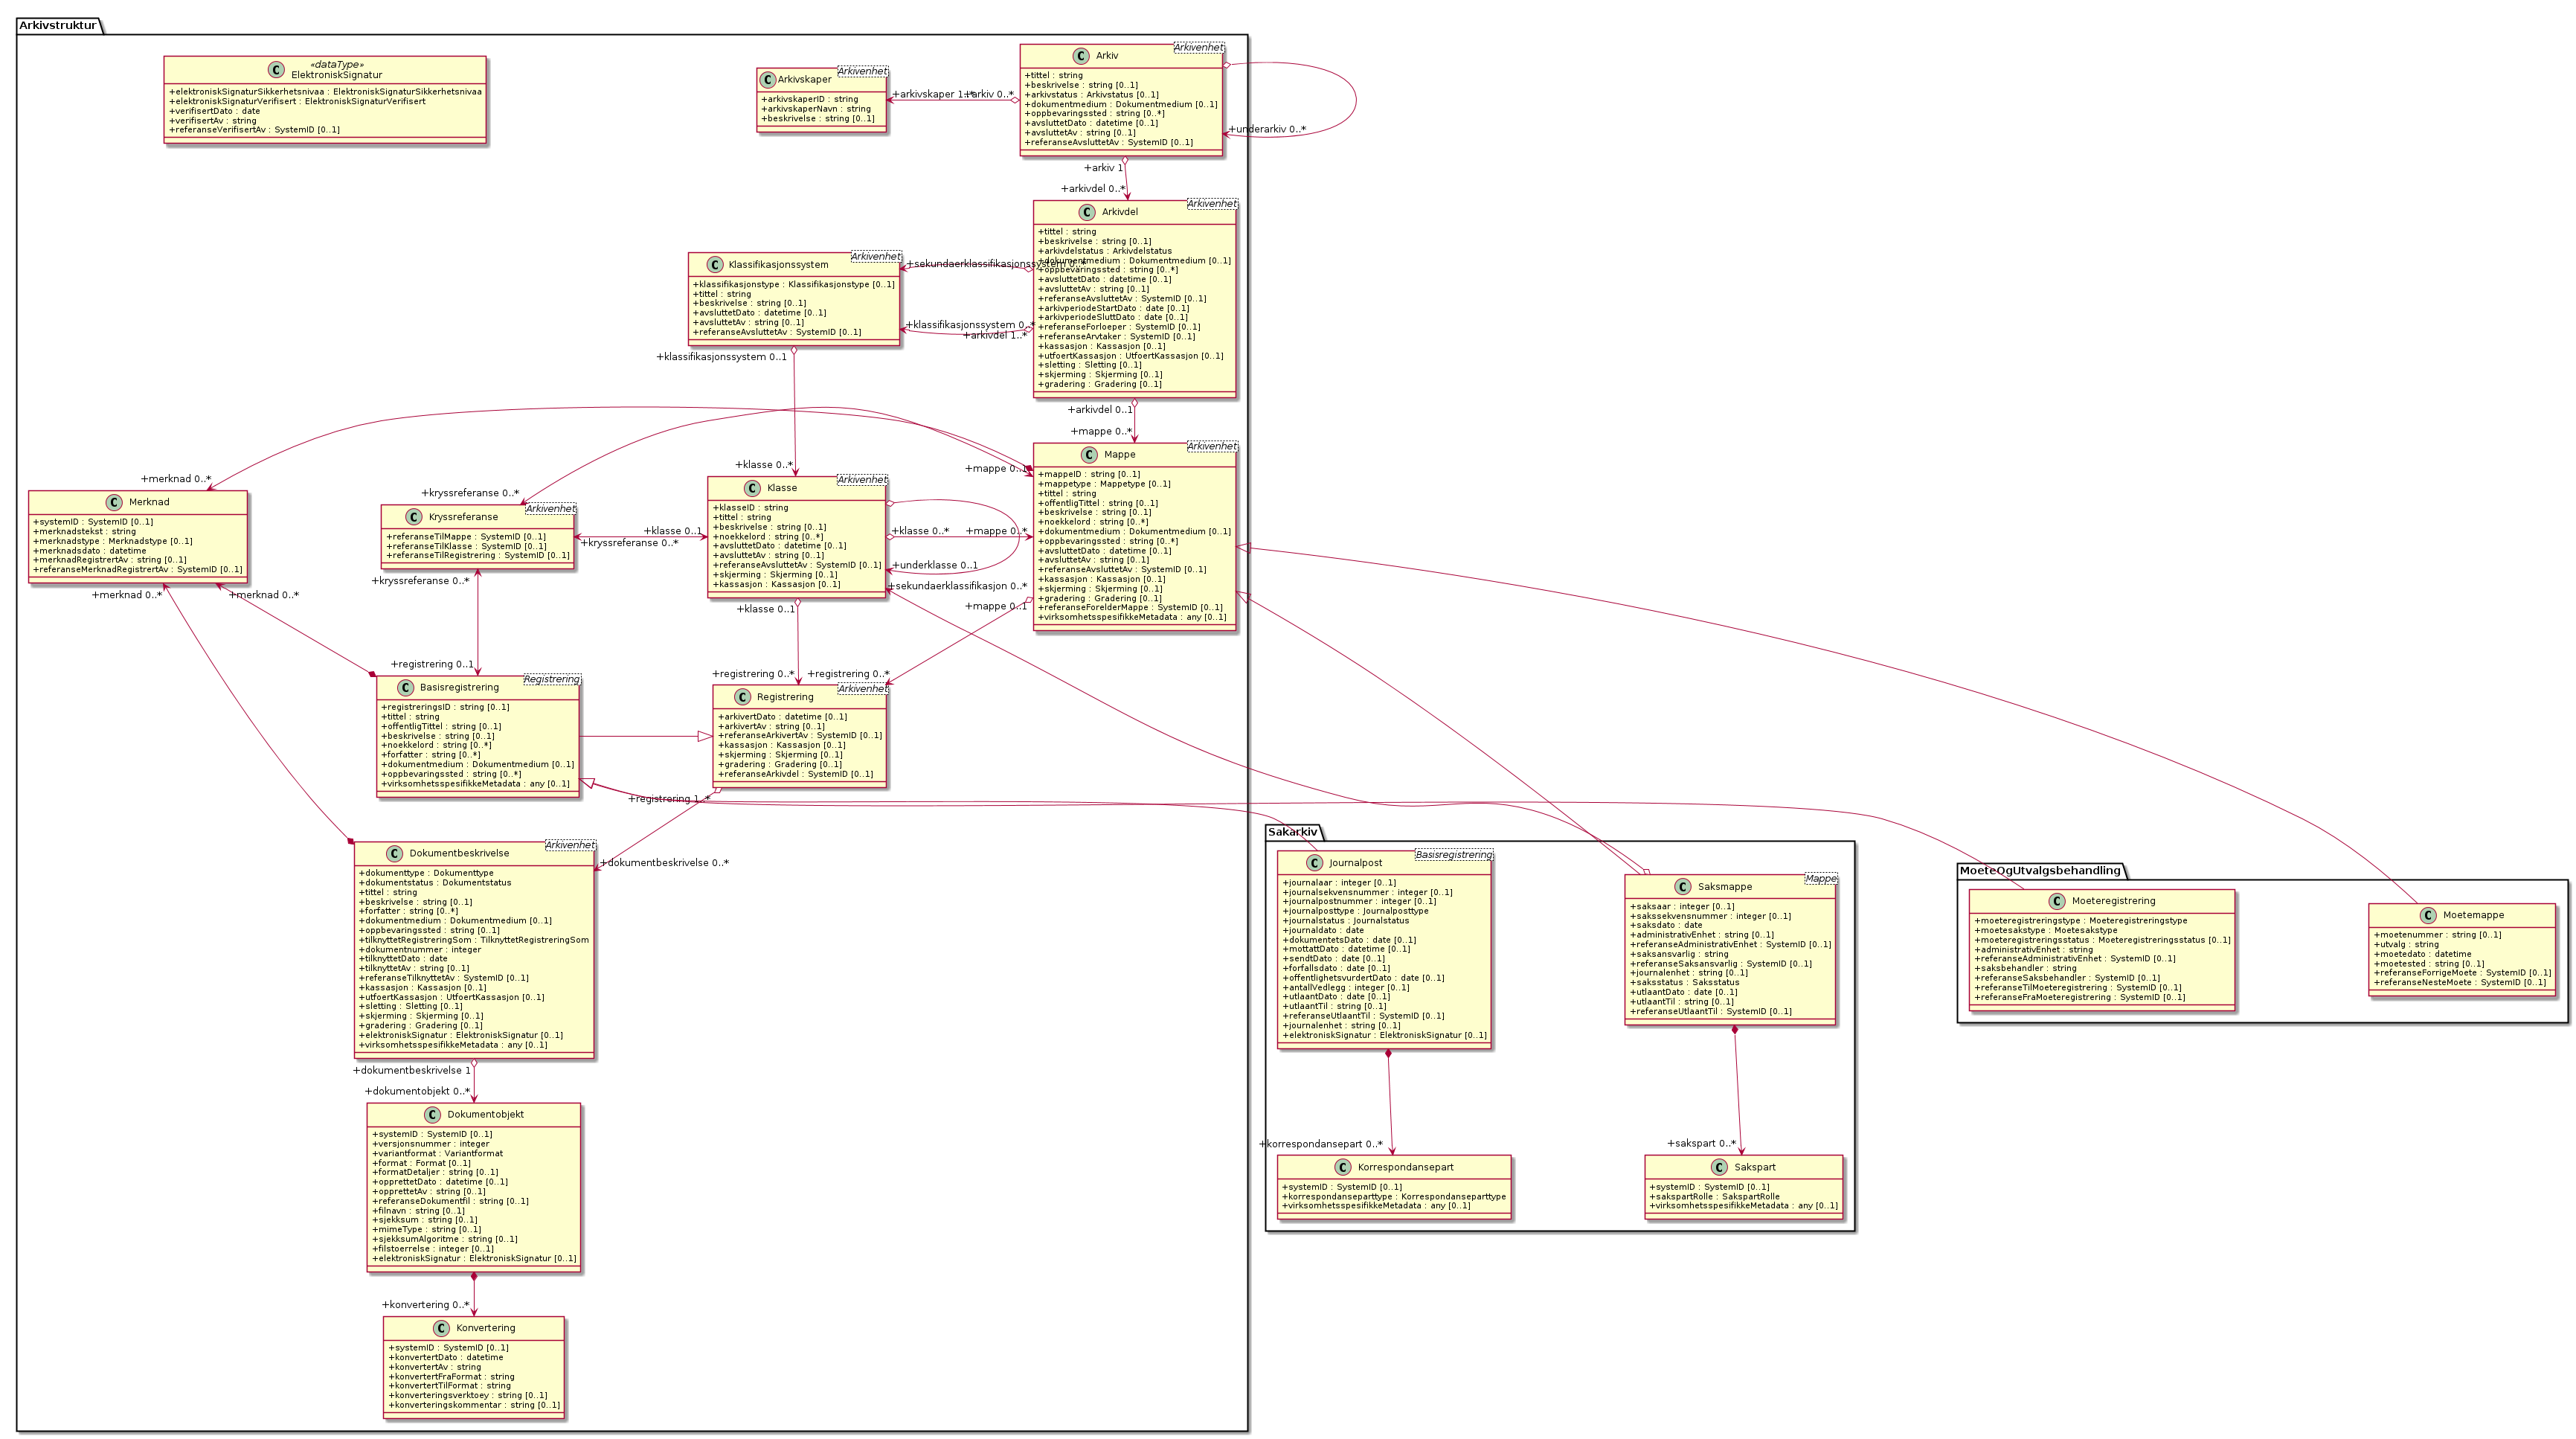 Arkivstruktur
«dataType»
ElektroniskSignatur
+elektroniskSignaturSikkerhetsnivaa : ElektroniskSignaturSikkerhetsnivaa
+elektroniskSignaturVerifisert : ElektroniskSignaturVerifisert
+verifisertDato : date
+verifisertAv : string
+referanseVerifisertAv : SystemID [0..1]
Arkivskaper
Arkivenhet
+arkivskaperID : string
+arkivskaperNavn : string
+beskrivelse : string [0..1]
+arkivskaper 1..*
+arkiv 0..*
Arkiv
Arkivenhet
+tittel : string
+beskrivelse : string [0..1]
+arkivstatus : Arkivstatus [0..1]
+dokumentmedium : Dokumentmedium [0..1]
+oppbevaringssted : string [0..*]
+avsluttetDato : datetime [0..1]
+avsluttetAv : string [0..1]
+referanseAvsluttetAv : SystemID [0..1]
+underarkiv 0..*
+arkiv 1
+arkivdel 0..*
Arkivdel
Arkivenhet
+tittel : string
+beskrivelse : string [0..1]
+arkivdelstatus : Arkivdelstatus
+dokumentmedium : Dokumentmedium [0..1]
+oppbevaringssted : string [0..*]
+avsluttetDato : datetime [0..1]
+avsluttetAv : string [0..1]
+referanseAvsluttetAv : SystemID [0..1]
+arkivperiodeStartDato : date [0..1]
+arkivperiodeSluttDato : date [0..1]
+referanseForloeper : SystemID [0..1]
+referanseArvtaker : SystemID [0..1]
+kassasjon : Kassasjon [0..1]
+utfoertKassasjon : UtfoertKassasjon [0..1]
+sletting : Sletting [0..1]
+skjerming : Skjerming [0..1]
+gradering : Gradering [0..1]
+sekundaerklassifikasjonssystem 0..*
+klassifikasjonssystem 0..*
+arkivdel 1..*
Klassifikasjonssystem
Arkivenhet
+klassifikasjonstype : Klassifikasjonstype [0..1]
+tittel : string
+beskrivelse : string [0..1]
+avsluttetDato : datetime [0..1]
+avsluttetAv : string [0..1]
+referanseAvsluttetAv : SystemID [0..1]
+klassifikasjonssystem 0..1
+klasse 0..*
+arkivdel 0..1
+mappe 0..*
Mappe
Arkivenhet
+mappeID : string [0..1]
+mappetype : Mappetype [0..1]
+tittel : string
+offentligTittel : string [0..1]
+beskrivelse : string [0..1]
+noekkelord : string [0..*]
+dokumentmedium : Dokumentmedium [0..1]
+oppbevaringssted : string [0..*]
+avsluttetDato : datetime [0..1]
+avsluttetAv : string [0..1]
+referanseAvsluttetAv : SystemID [0..1]
+kassasjon : Kassasjon [0..1]
+skjerming : Skjerming [0..1]
+gradering : Gradering [0..1]
+referanseForelderMappe : SystemID [0..1]
+virksomhetsspesifikkeMetadata : any [0..1]
+mappe 0..1
+merknad 0..*
Merknad
+systemID : SystemID [0..1]
+merknadstekst : string
+merknadstype : Merknadstype [0..1]
+merknadsdato : datetime
+merknadRegistrertAv : string [0..1]
+referanseMerknadRegistrertAv : SystemID [0..1]
+merknad 0..*
+merknad 0..*
+kryssreferanse 0..*
Kryssreferanse
Arkivenhet
+referanseTilMappe : SystemID [0..1]
+referanseTilKlasse : SystemID [0..1]
+referanseTilRegistrering : SystemID [0..1]
+klasse 0..1
+kryssreferanse 0..*
+kryssreferanse 0..*
+registrering 0..1
Klasse
Arkivenhet
+klasseID : string
+tittel : string
+beskrivelse : string [0..1]
+noekkelord : string [0..*]
+avsluttetDato : datetime [0..1]
+avsluttetAv : string [0..1]
+referanseAvsluttetAv : SystemID [0..1]
+skjerming : Skjerming [0..1]
+kassasjon : Kassasjon [0..1]
+klasse 0..*
+mappe 0..*
+underklasse 0..1
+sekundaerklassifikasjon 0..*
+mappe 0..1
+klasse 0..1
+registrering 0..*
+registrering 0..*
Basisregistrering
Registrering
+registreringsID : string [0..1]
+tittel : string
+offentligTittel : string [0..1]
+beskrivelse : string [0..1]
+noekkelord : string [0..*]
+forfatter : string [0..*]
+dokumentmedium : Dokumentmedium [0..1]
+oppbevaringssted : string [0..*]
+virksomhetsspesifikkeMetadata : any [0..1]
Registrering
Arkivenhet
+arkivertDato : datetime [0..1]
+arkivertAv : string [0..1]
+referanseArkivertAv : SystemID [0..1]
+kassasjon : Kassasjon [0..1]
+skjerming : Skjerming [0..1]
+gradering : Gradering [0..1]
+referanseArkivdel : SystemID [0..1]
+registrering 1..*
+dokumentbeskrivelse 0..*
Dokumentbeskrivelse
Arkivenhet
+dokumenttype : Dokumenttype
+dokumentstatus : Dokumentstatus
+tittel : string
+beskrivelse : string [0..1]
+forfatter : string [0..*]
+dokumentmedium : Dokumentmedium [0..1]
+oppbevaringssted : string [0..1]
+tilknyttetRegistreringSom : TilknyttetRegistreringSom
+dokumentnummer : integer
+tilknyttetDato : date
+tilknyttetAv : string [0..1]
+referanseTilknyttetAv : SystemID [0..1]
+kassasjon : Kassasjon [0..1]
+utfoertKassasjon : UtfoertKassasjon [0..1]
+sletting : Sletting [0..1]
+skjerming : Skjerming [0..1]
+gradering : Gradering [0..1]
+elektroniskSignatur : ElektroniskSignatur [0..1]
+virksomhetsspesifikkeMetadata : any [0..1]
+dokumentbeskrivelse 1
+dokumentobjekt 0..*
Dokumentobjekt
+systemID : SystemID [0..1]
+versjonsnummer : integer
+variantformat : Variantformat
+format : Format [0..1]
+formatDetaljer : string [0..1]
+opprettetDato : datetime [0..1]
+opprettetAv : string [0..1]
+referanseDokumentfil : string [0..1]
+filnavn : string [0..1]
+sjekksum : string [0..1]
+mimeType : string [0..1]
+sjekksumAlgoritme : string [0..1]
+filstoerrelse : integer [0..1]
+elektroniskSignatur : ElektroniskSignatur [0..1]
+konvertering 0..*
Konvertering
+systemID : SystemID [0..1]
+konvertertDato : datetime
+konvertertAv : string
+konvertertFraFormat : string
+konvertertTilFormat : string
+konverteringsverktoey : string [0..1]
+konverteringskommentar : string [0..1]
Sakarkiv
Journalpost
Basisregistrering
+journalaar : integer [0..1]
+journalsekvensnummer : integer [0..1]
+journalpostnummer : integer [0..1]
+journalposttype : Journalposttype
+journalstatus : Journalstatus
+journaldato : date
+dokumentetsDato : date [0..1]
+mottattDato : datetime [0..1]
+sendtDato : date [0..1]
+forfallsdato : date [0..1]
+offentlighetsvurdertDato : date [0..1]
+antallVedlegg : integer [0..1]
+utlaantDato : date [0..1]
+utlaantTil : string [0..1]
+referanseUtlaantTil : SystemID [0..1]
+journalenhet : string [0..1]
+elektroniskSignatur : ElektroniskSignatur [0..1]
+korrespondansepart 0..*
Korrespondansepart
+systemID : SystemID [0..1]
+korrespondanseparttype : Korrespondanseparttype
+virksomhetsspesifikkeMetadata : any [0..1]
Saksmappe
Mappe
+saksaar : integer [0..1]
+sakssekvensnummer : integer [0..1]
+saksdato : date
+administrativEnhet : string [0..1]
+referanseAdministrativEnhet : SystemID [0..1]
+saksansvarlig : string
+referanseSaksansvarlig : SystemID [0..1]
+journalenhet : string [0..1]
+saksstatus : Saksstatus
+utlaantDato : date [0..1]
+utlaantTil : string [0..1]
+referanseUtlaantTil : SystemID [0..1]
+sakspart 0..*
Sakspart
+systemID : SystemID [0..1]
+sakspartRolle : SakspartRolle
+virksomhetsspesifikkeMetadata : any [0..1]
MoeteOgUtvalgsbehandling
Moeteregistrering
+moeteregistreringstype : Moeteregistreringstype
+moetesakstype : Moetesakstype
+moeteregistreringsstatus : Moeteregistreringsstatus [0..1]
+administrativEnhet : string
+referanseAdministrativEnhet : SystemID [0..1]
+saksbehandler : string
+referanseSaksbehandler : SystemID [0..1]
+referanseTilMoeteregistrering : SystemID [0..1]
+referanseFraMoeteregistrering : SystemID [0..1]
Moetemappe
+moetenummer : string [0..1]
+utvalg : string
+moetedato : datetime
+moetested : string [0..1]
+referanseForrigeMoete : SystemID [0..1]
+referanseNesteMoete : SystemID [0..1]